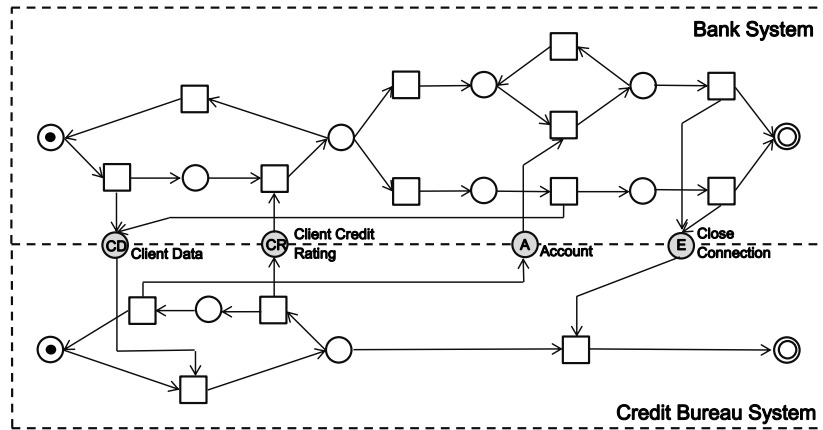 Bank System
CD Client Data
CR Client Credit
Rating
A Account
E Close
Connection
Credit Bureau System